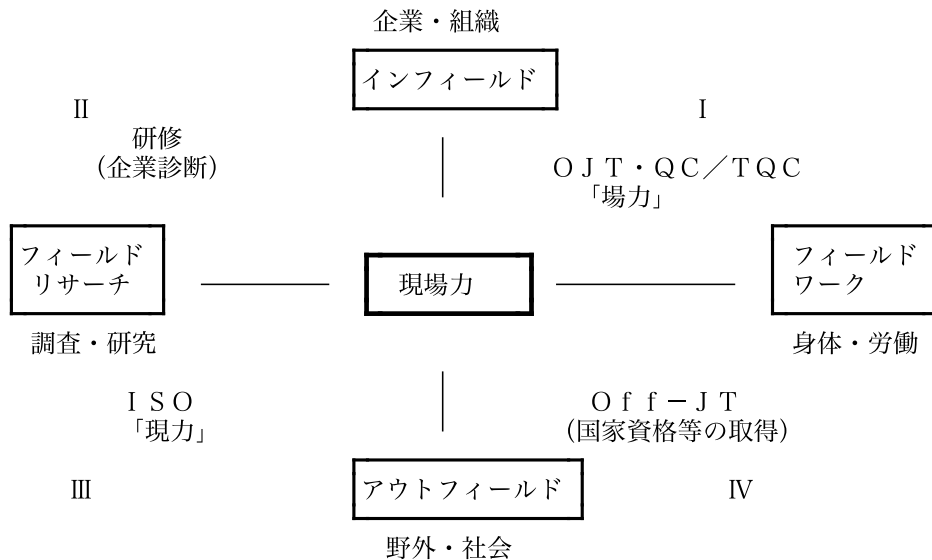 企業・組織
インフィールド
Ⅱ
Ⅰ
研修
(企業診断)
ＯＪＴ・ＱＣ／ＴＱＣ
「場力」
フィールド
リサーチ
現場力
フィールド
ワーク
調査・研究
身体・労働
ＩＳＯ
「現力」
Ｏｆｆ－ＪＴ
(国家資格等の取得)
Ⅲ
アウトフィールド
Ⅳ
野外・社会